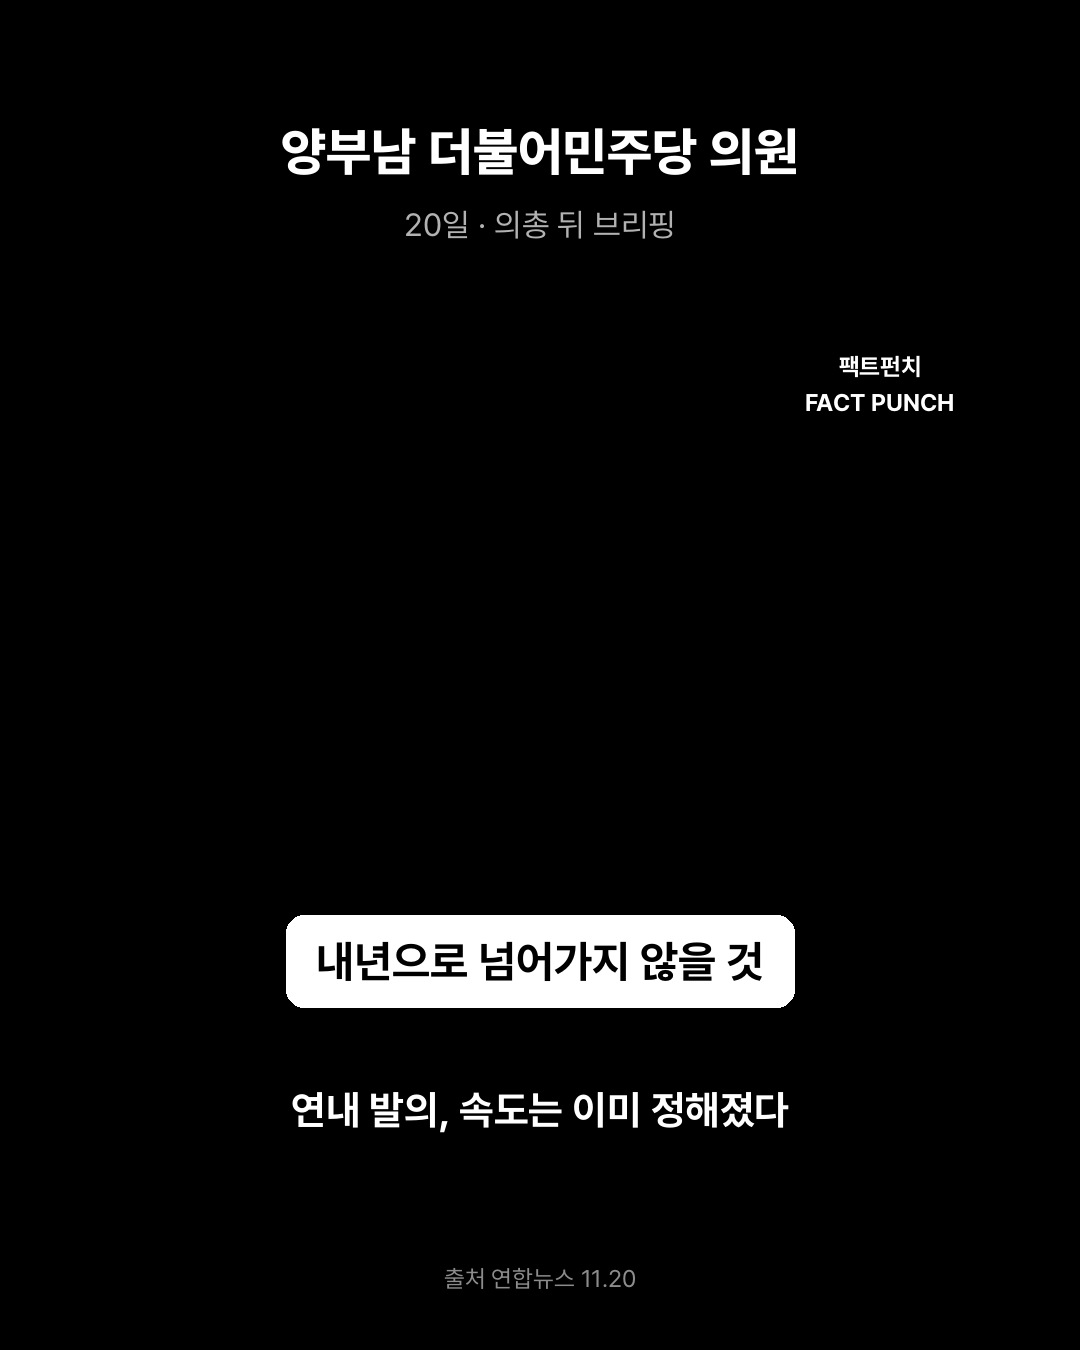 양부남 더불어민주당 의원
20일 · 의총 뒤 브리핑
팩트펀치
FACT PUNCH
내년으로 넘어가지 않을 것
연내 발의, 속도는 이미 정해졌다
출처 연합뉴스 11.20